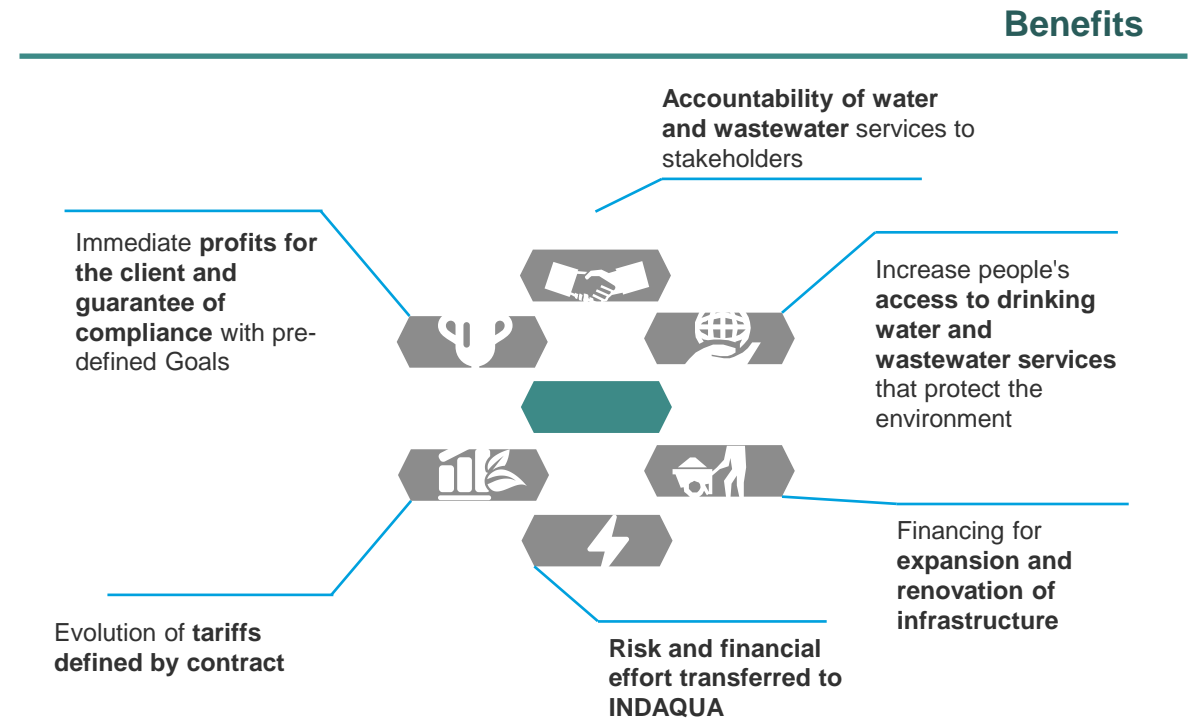 Benefits
Accountability of water
and wastewater services to
stakeholders
Immediate profits for
the client and
guarantee of
compliance with pre-
defined Goals
Increase people's
access to drinking
water and
wastewater services
that protect the
environment
Financing for
expansion and
renovation of
infrastructure
Evolution of tariffs
defined by contract
Risk and financial
effort transferred to
INDAQUA